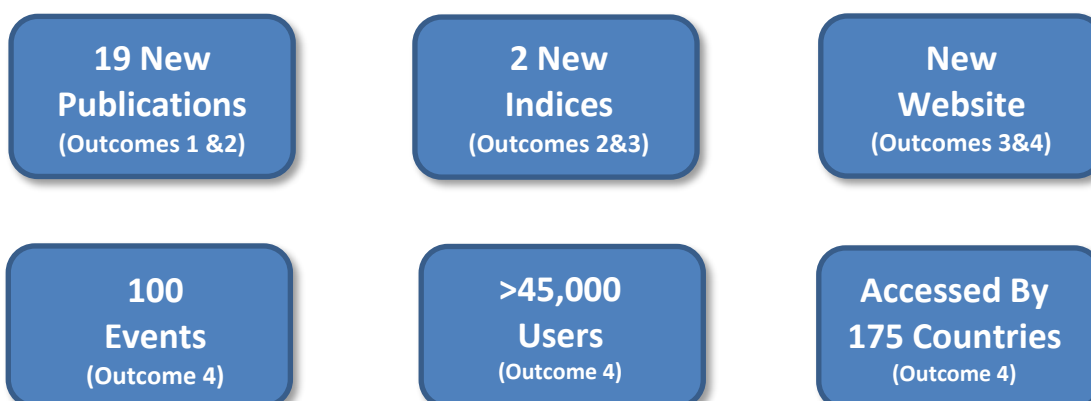 19 New
Publications
(Outcomes 1 &2)
2 New
Indices
(Outcomes 2&3)
New
Website
(Outcomes 3&4)
100
Events
(Outcome 4)
>45,000
Users
(Outcome 4)
Accessed By
175 Countries
(Outcome 4)